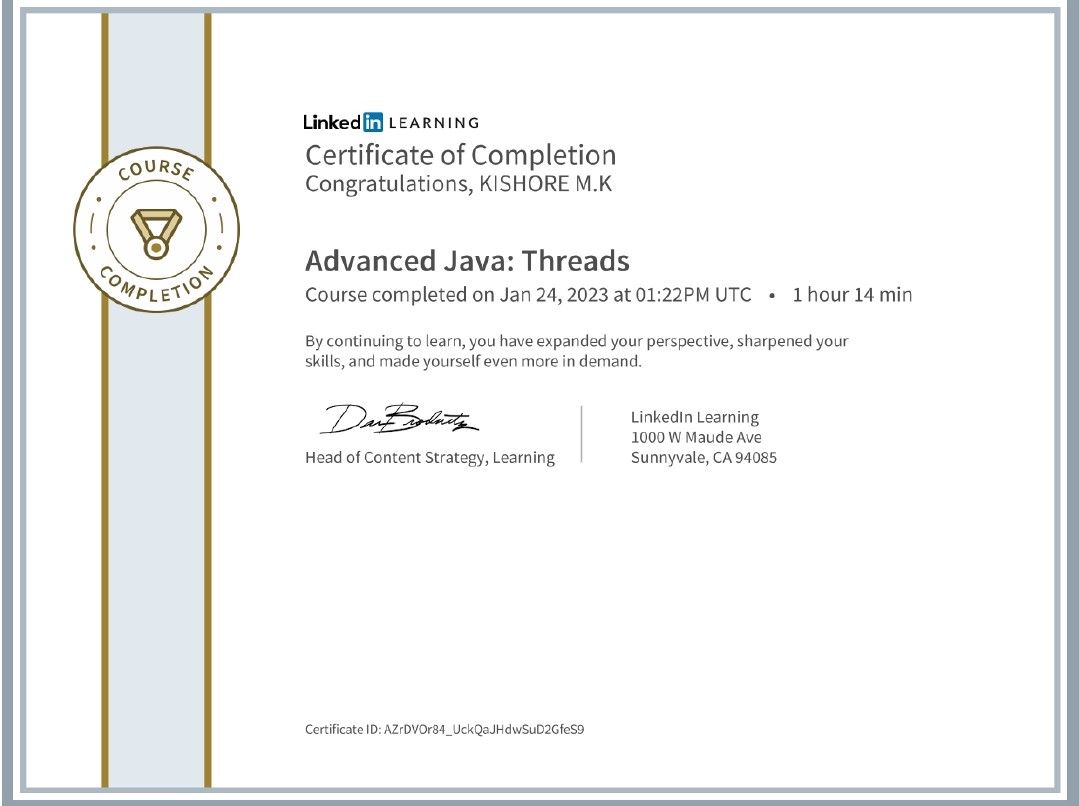 COURSE
COMPLETION
Linked in LEARNING
Certificate of Completion
Congratulations, KISHORE M.K
Advanced Java: Threads
Course completed on Jan 24, 2023 at 01:22PM UTC • 1 hour 14 min
By continuing to learn, you have expanded your perspective, sharpened your
skills, and made yourself even more in demand.
Head of Content Strategy, Learning
LinkedIn Learning
1000 W Maude Ave
Sunnyvale, CA 94085
Certificate ID: AZrDVOr84_UckQaJHdwSuD2GfeS9